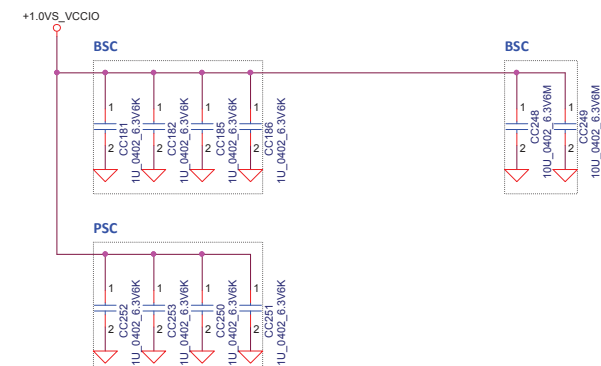 +1.0VS_VCCIO
BSC
BSC
1
2
CC181
1U_0402_6.3V6K
1
2
CC182
1U_0402_6.3V6K
1
2
CC185
1U_0402_6.3V6K
1
2
CC186
1U_0402_6.3V6K
1
2
CC248
10U_0402_6.3V6M
1
2
CC249
10U_0402_6.3V6M
PSC
1
2
CC252
1U_0402_6.3V6K
1
2
CC253
1U_0402_6.3V6K
1
2
CC250
1U_0402_6.3V6K
1
2
CC251
1U_0402_6.3V6K